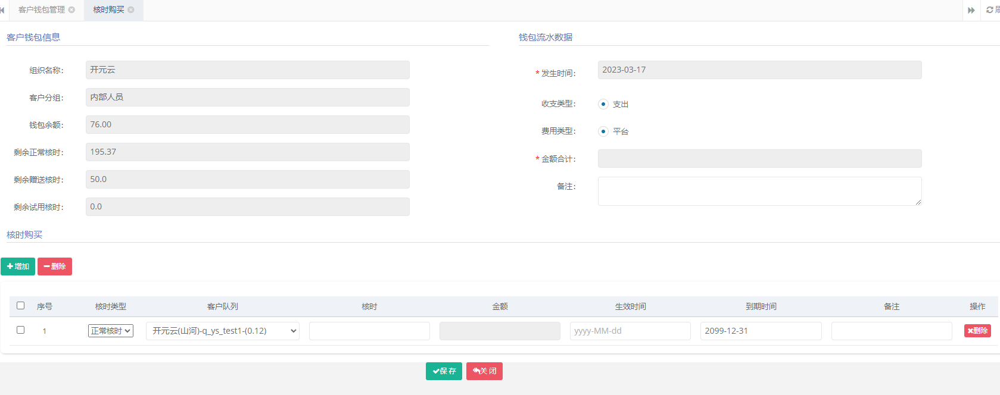 客户钱包管理 核时购买
客户钱包信息
组织名称： 开元云
客户分组： 内部人员
钱包余额： 76.00
剩余正常核时： 195.37
剩余赠送核时： 50.0
剩余试用核时： 0.0
钱包流水数据
* 发生时间： 2023-03-17
收支类型： 支出
费用类型： 平台
* 金额合计：
备注：
核时购买
增加 删除
序号 核时类型 客户队列 核时 金额 生效时间 到期时间 备注 操作
1 正常核时 开元云(山河)-q_ys_test1-(0.12) yyyy-MM-dd 2099-12-31 删除
保存 关闭